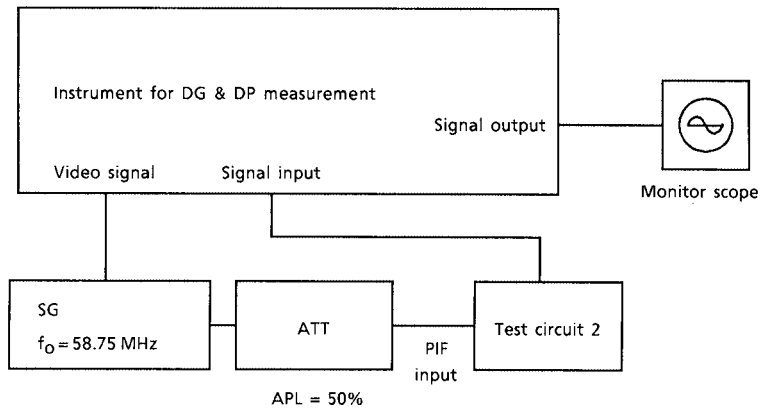 Instrument for DG & DP measurement
Signal output
Video signal
Signal input
Monitor scope
SG
fo = 58.75 MHz
ATT
PIF
input
Test circuit 2
APL = 50%